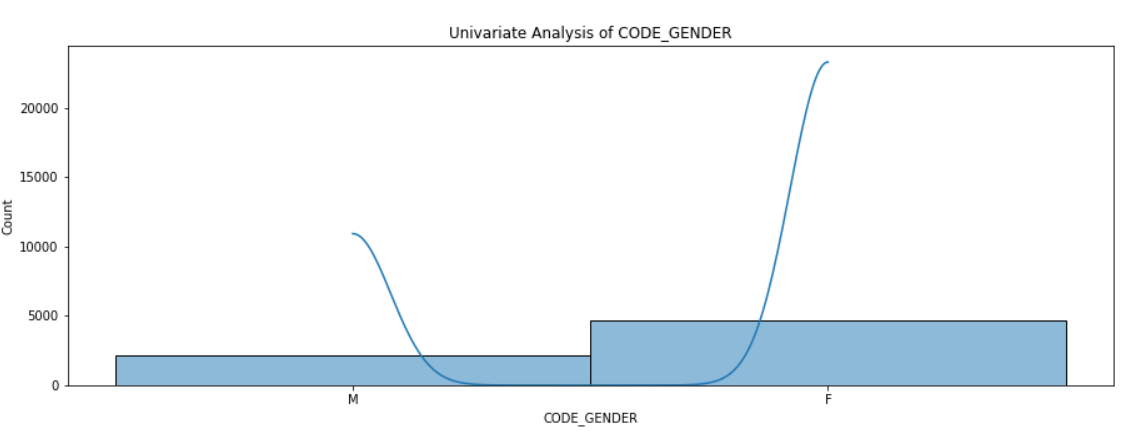 Univariate Analysis of CODE_GENDER
20000
15000
10000
5000
0
Count
M F
CODE_GENDER